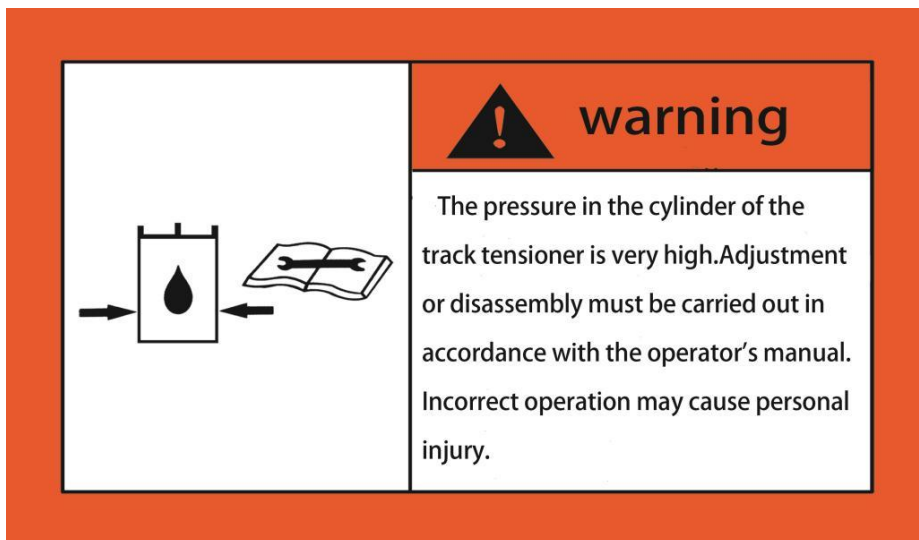 warning
The pressure in the cylinder of the
track tensioner is very high.Adjustment
or disassembly must be carried out in
accordance with the operator's manual.
Incorrect operation may cause personal
injury.